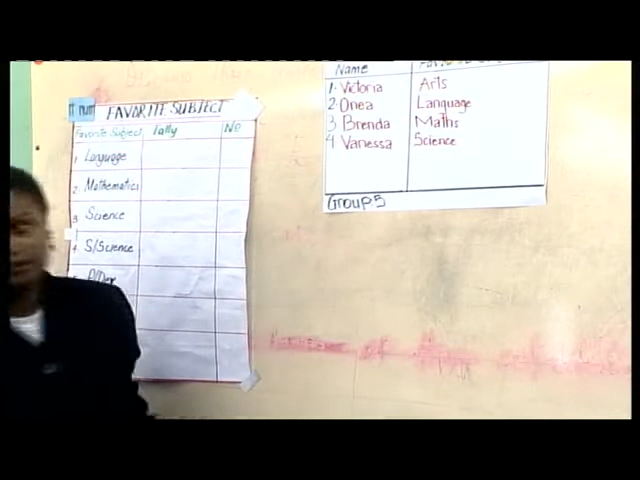 FAVORITE SUBJECT
Favorite Subject Tally No
1. Language
2. Mathematics
3 Science
4. S/Science
Name
1. Victoria Arts
2. Onea Language
3 Brenda Maths
4 Vanessa Science
Group 5